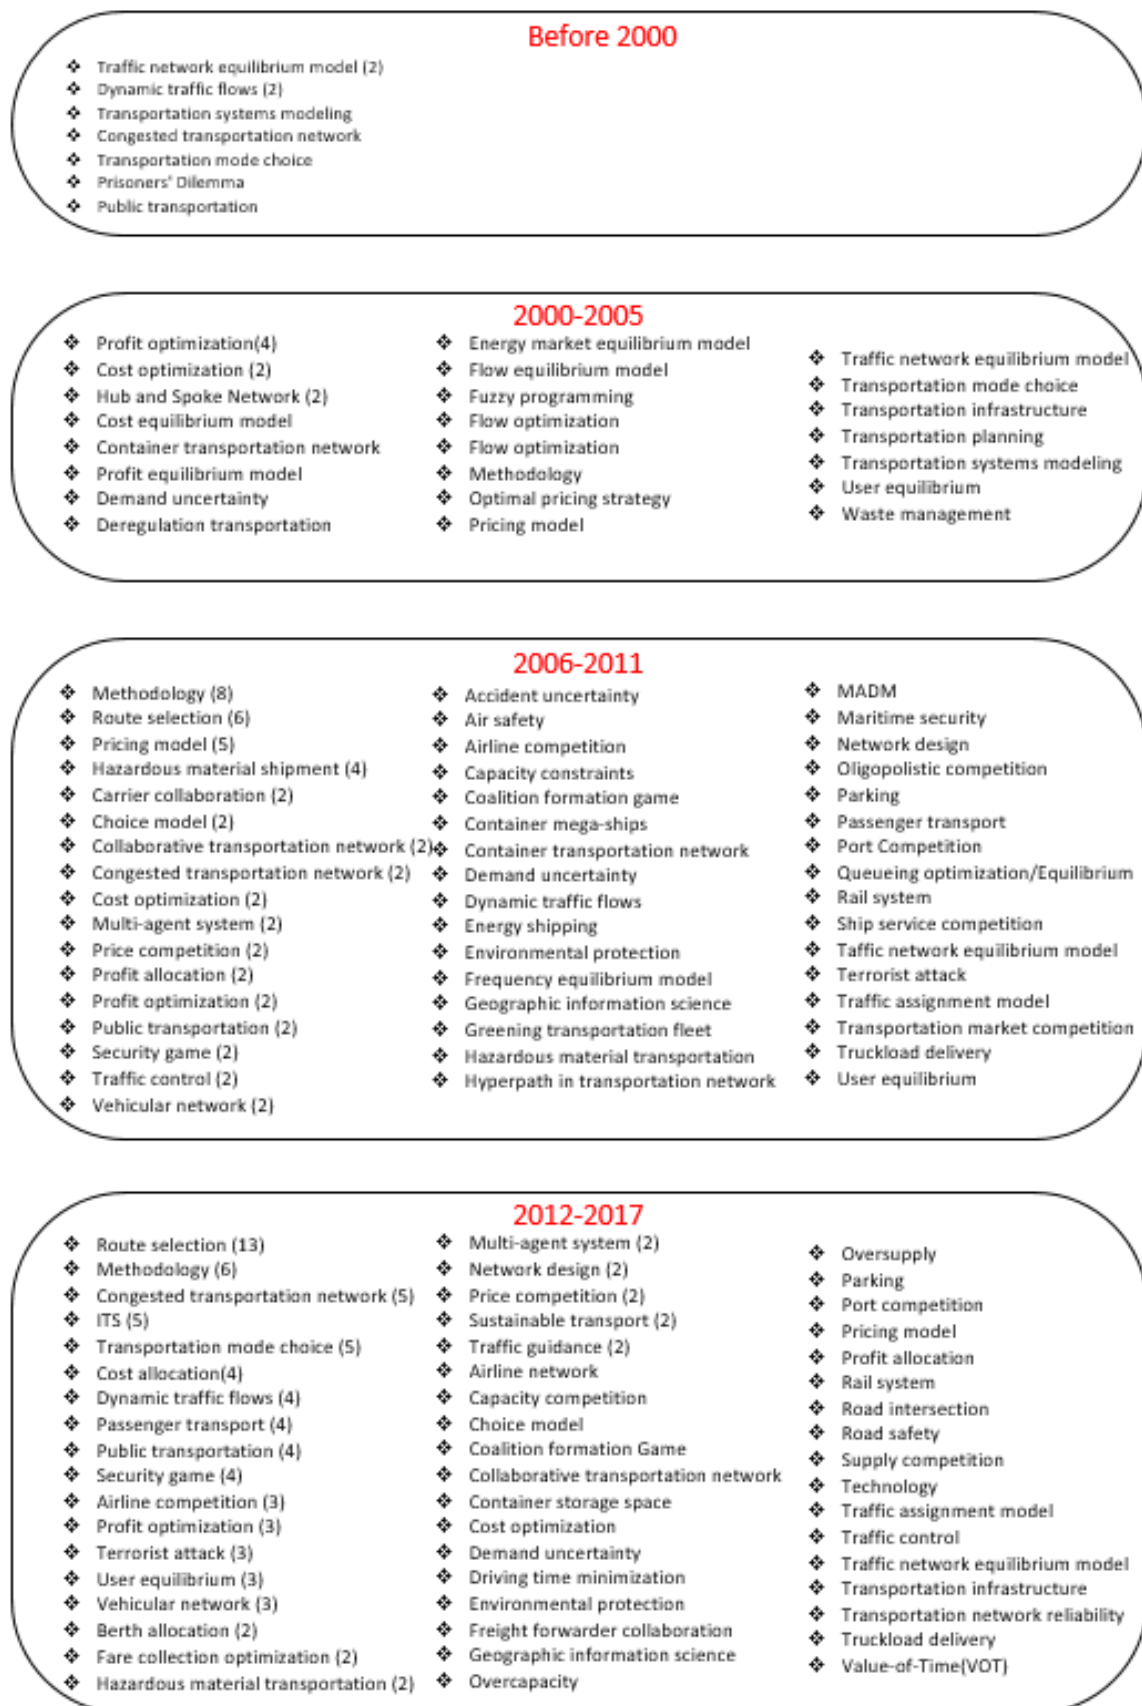 Before 2000
❖ Traffic network equilibrium model (2)
❖ Dynamic traffic flows (2)
❖ Transportation systems modeling
❖ Congested transportation network
❖ Transportation mode choice
❖ Prisoners' Dilemma
❖ Public transportation
2000-2005
❖ Profit optimization(4)
❖ Cost optimization (2)
❖ Hub and Spoke Network (2)
❖ Cost equilibrium model
❖ Container transportation network
❖ Profit equilibrium model
❖ Demand uncertainty
❖ Deregulation transportation
❖ Energy market equilibrium model
❖ Flow equilibrium model
❖ Fuzzy programming
❖ Flow optimization
❖ Flow optimization
❖ Methodology
❖ Optimal pricing strategy
❖ Pricing model
❖ Traffic network equilibrium model
❖ Transportation mode choice
❖ Transportation infrastructure
❖ Transportation planning
❖ Transportation systems modeling
❖ User equilibrium
❖ Waste management
2006-2011
❖ Methodology (8)
❖ Route selection (6)
❖ Pricing model (5)
❖ Hazardous material shipment (4)
❖ Carrier collaboration (2)
❖ Choice model (2)
❖ Collaborative transportation network (2)
❖ Congested transportation network (2)
❖ Cost optimization (2)
❖ Multi-agent system (2)
❖ Price competition (2)
❖ Profit allocation (2)
❖ Profit optimization (2)
❖ Public transportation (2)
❖ Security game (2)
❖ Traffic control (2)
❖ Vehicular network (2)
❖ Accident uncertainty
❖ Air safety
❖ Airline competition
❖ Capacity constraints
❖ Coalition formation game
❖ Container mega-ships
❖ Container transportation network
❖ Demand uncertainty
❖ Dynamic traffic flows
❖ Energy shipping
❖ Environmental protection
❖ Frequency equilibrium model
❖ Geographic information science
❖ Greening transportation fleet
❖ Hazardous material transportation
❖ Hyperpath in transportation network
❖ MADM
❖ Maritime security
❖ Network design
❖ Oligopolistic competition
❖ Parking
❖ Passenger transport
❖ Port Competition
❖ Queueing optimization/Equilibrium
❖ Rail system
❖ Ship service competition
❖ Taffic network equilibrium model
❖ Terrorist attack
❖ Traffic assignment model
❖ Transportation market competition
❖ Truckload delivery
❖ User equilibrium
2012-2017
❖ Route selection (13)
❖ Methodology (6)
❖ Congested transportation network (5)
❖ ITS (5)
❖ Transportation mode choice (5)
❖ Cost allocation(4)
❖ Dynamic traffic flows (4)
❖ Passenger transport (4)
❖ Public transportation (4)
❖ Security game (4)
❖ Airline competition (3)
❖ Profit optimization (3)
❖ Terrorist attack (3)
❖ User equilibrium (3)
❖ Vehicular network (3)
❖ Berth allocation (2)
❖ Fare collection optimization (2)
❖ Hazardous material transportation (2)
❖ Multi-agent system (2)
❖ Network design (2)
❖ Price competition (2)
❖ Sustainable transport (2)
❖ Traffic guidance (2)
❖ Airline network
❖ Capacity competition
❖ Choice model
❖ Coalition formation Game
❖ Collaborative transportation network
❖ Container storage space
❖ Cost optimization
❖ Demand uncertainty
❖ Driving time minimization
❖ Environmental protection
❖ Freight forwarder collaboration
❖ Geographic information science
❖ Overcapacity
❖ Oversupply
❖ Parking
❖ Port competition
❖ Pricing model
❖ Profit allocation
❖ Rail system
❖ Road intersection
❖ Road safety
❖ Supply competition
❖ Technology
❖ Traffic assignment model
❖ Traffic control
❖ Traffic network equilibrium model
❖ Transportation infrastructure
❖ Transportation network reliability
❖ Truckload delivery
❖ Value-of-Time(VOT)